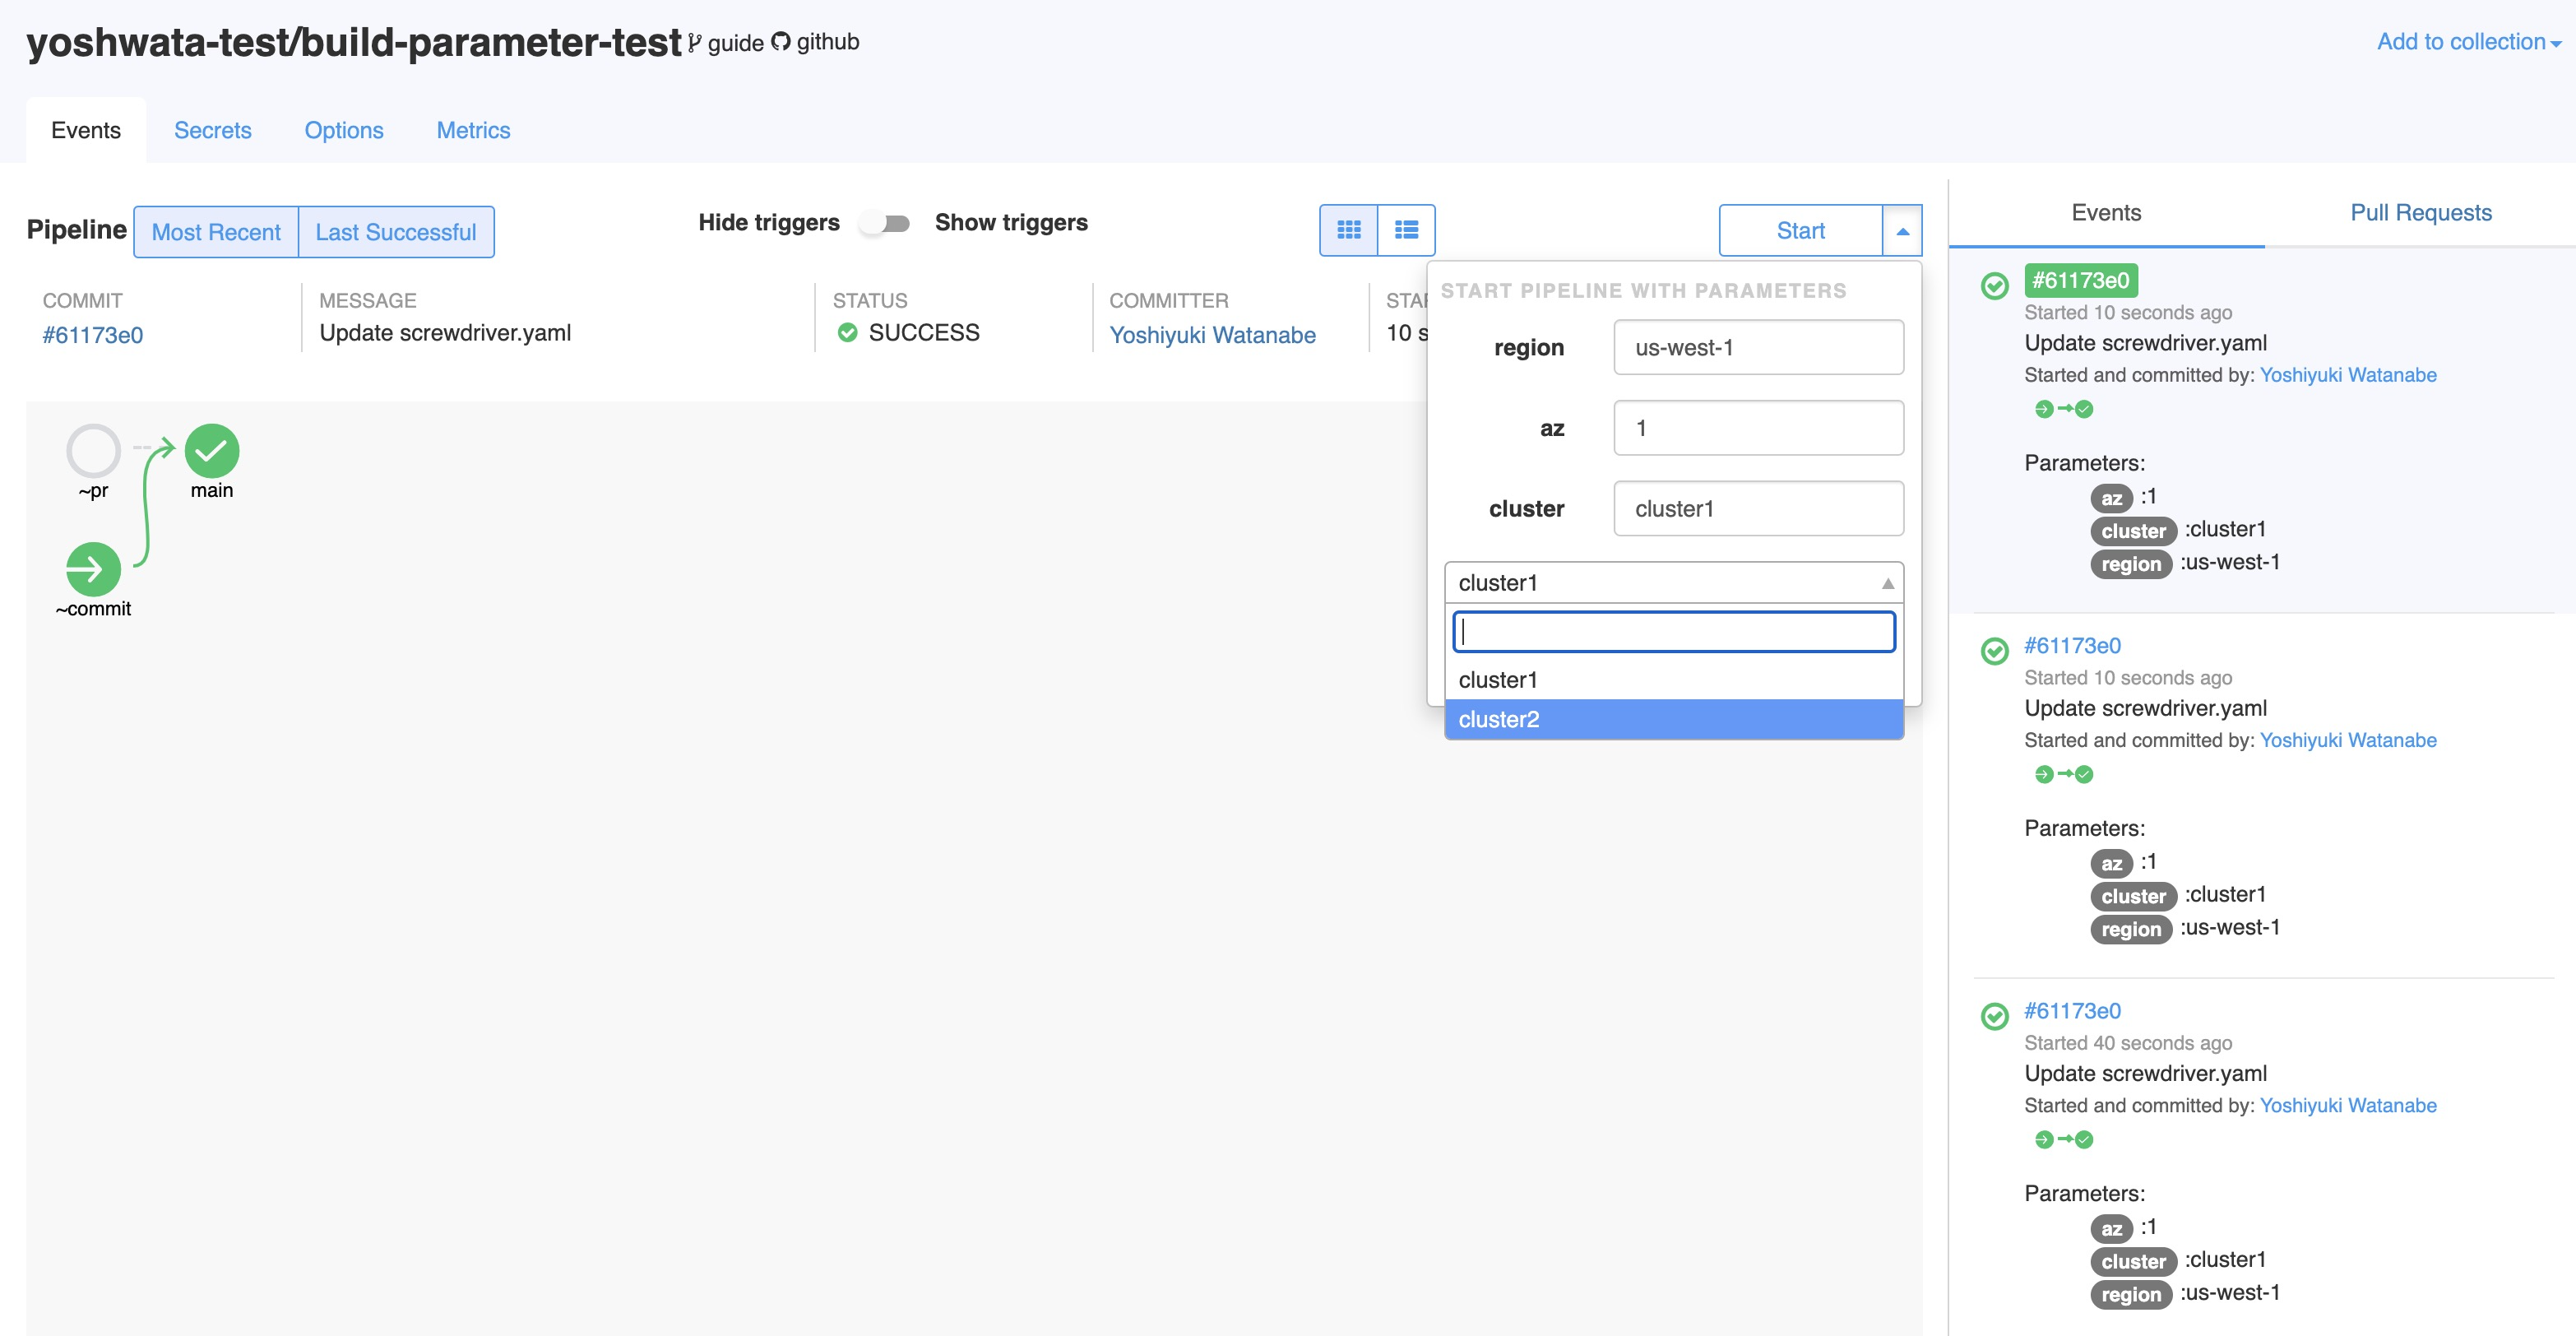 yoshwata-test/build-parameter-test guide github
Add to collection
Events Secrets Options Metrics
Pipeline Most Recent Last Successful
Hide triggers Show triggers
Start
COMMIT
#61173e0
MESSAGE
Update screwdriver.yaml
STATUS
SUCCESS
COMMITTER
Yoshiyuki Watanabe
STAR
10 s
START PIPELINE WITH PARAMETERS
region us-west-1
az 1
cluster cluster1
cluster1
cluster1
cluster2
~pr
main
~commit
Events Pull Requests
#61173e0
Started 10 seconds ago
Update screwdriver.yaml
Started and committed by: Yoshiyuki Watanabe
Parameters:
az :1
cluster :cluster1
region :us-west-1
#61173e0
Started 10 seconds ago
Update screwdriver.yaml
Started and committed by: Yoshiyuki Watanabe
Parameters:
az :1
cluster :cluster1
region :us-west-1
#61173e0
Started 40 seconds ago
Update screwdriver.yaml
Started and committed by: Yoshiyuki Watanabe
Parameters:
az :1
cluster :cluster1
region :us-west-1